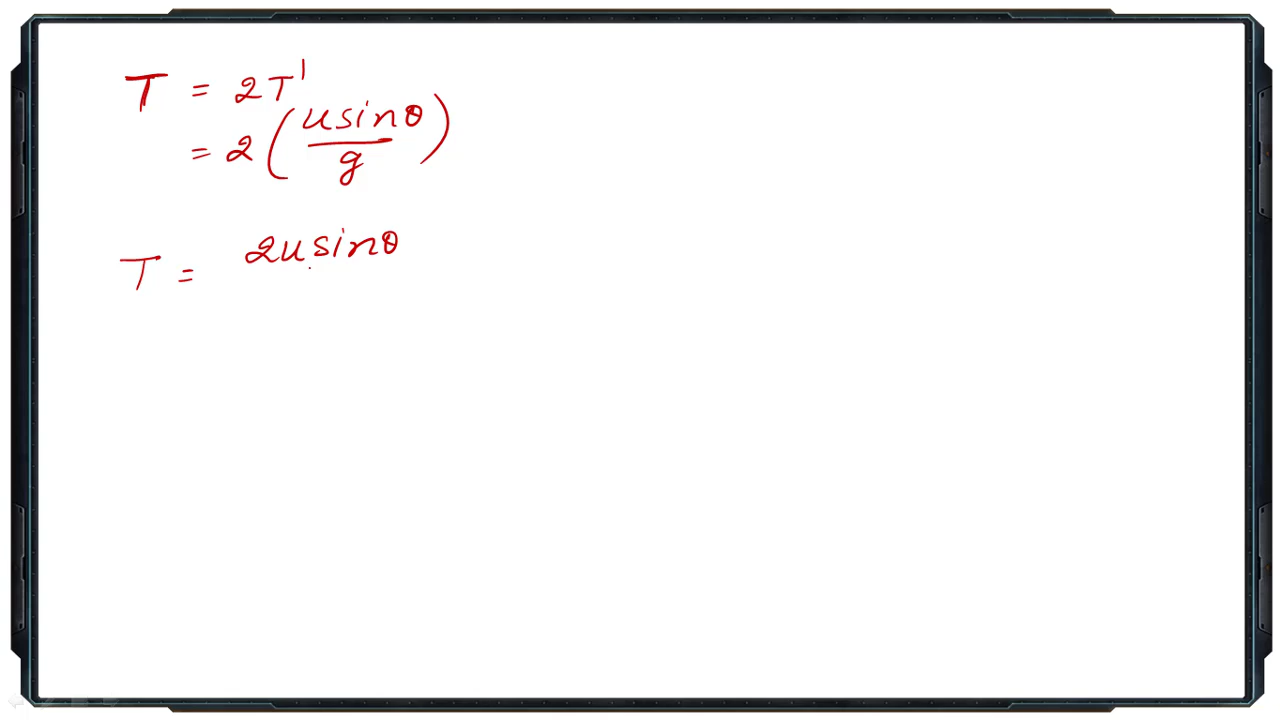 T = 2T'
= 2 (usinθ/g)
T = 2usinθ